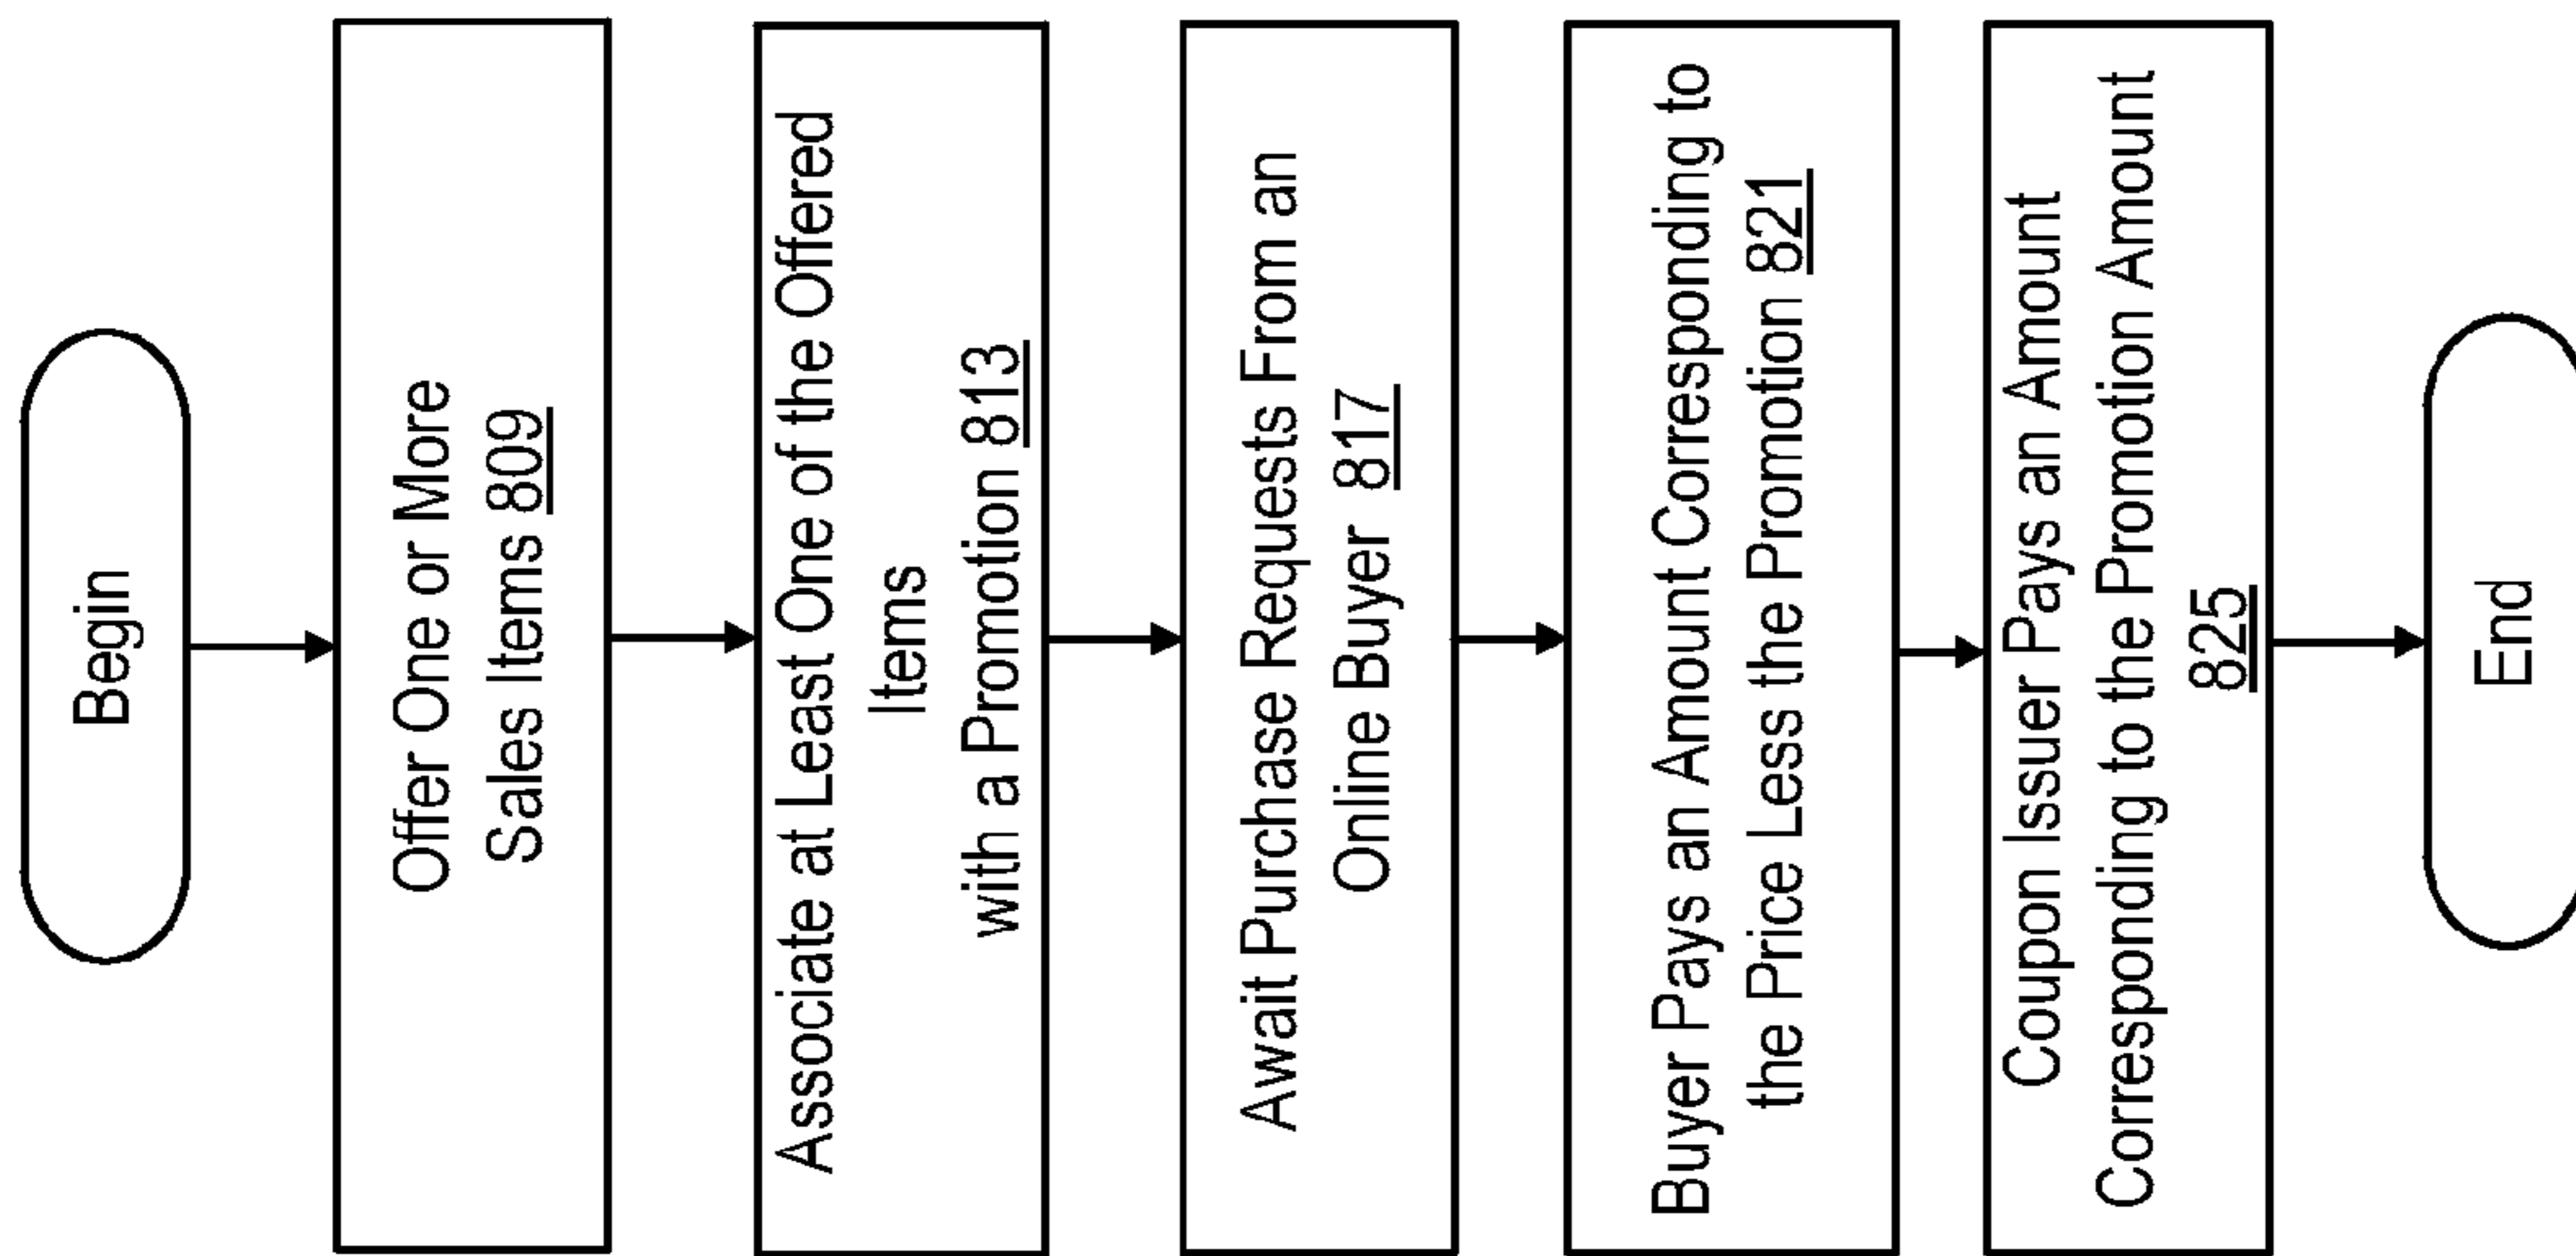 Begin
Offer One or More
Sales Items 809
Associate at Least One of the Offered
Items
with a Promotion 813
Await Purchase Requests From an
Online Buyer 817
Buyer Pays an Amount Corresponding to
the Price Less the Promotion 821
Coupon Issuer Pays an Amount
Corresponding to the Promotion Amount
825
End